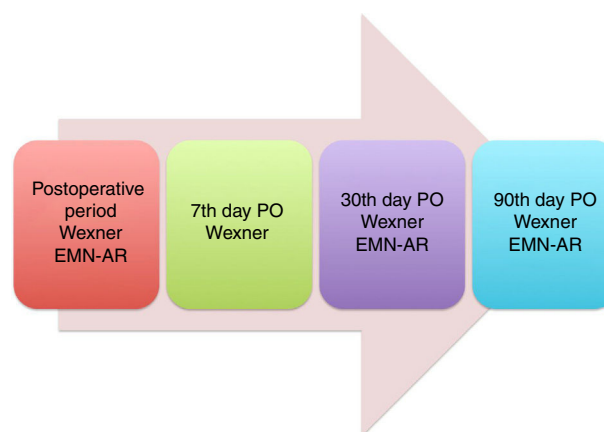 Postoperative
period
Wexner
EMN-AR
7th day PO
Wexner
30th day PO
Wexner
EMN-AR
90th day PO
Wexner
EMN-AR